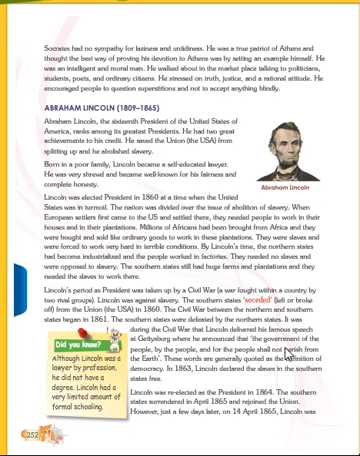 Socrates had no sympathy for laziness and untidiness. He was a true patriot of Athens and
thought the best way of proving his devotion to Athens was by setting an example himself. He
was an intelligent and moral man. He walked about in the market place talking to politicians,
students, poets, and ordinary citizens. He stressed on truth, justice, and a rational attitude. He
encouraged people to question superstitions and not to accept anything blindly.
ABRAHAM LINCOLN (1809–1865)
Abraham Lincoln, the sixteenth President of the United States of
America, ranks among its greatest Presidents. He had two great
achievements to his credit. He saved the Union (the USA) from
splitting up and he abolished slavery.
Born in a poor family, Lincoln became a self-educated lawyer.
He was very shrewd and became well-known for his fairness and
complete honesty.
Abraham Lincoln
Lincoln was elected President in 1860 at a time when the United
States was in turmoil. The nation was divided over the issue of abolition of slavery. When
European settlers first came to the US and settled there, they needed people to work in their
houses and in their plantations. Millions of Africans had been brought from Africa and they
were bought and sold like ordinary goods to work in these plantations. They were slaves and
were forced to work very hard in terrible conditions. By Lincoln's time, the northern states
had become industrialized and the people worked in factories. They needed no slaves and
were opposed to slavery. The southern states still had huge farms and plantations and they
needed the slaves to work there.
Lincoln's period as President was taken up by a Civil War (a war fought within a country by
two rival groups). Lincoln was against slavery. The southern states 'seceded' (left or broke
off) from the Union (the USA) in 1860. The Civil War between the northern and southern
states began in 1861. The southern states were defeated by the northern states. It was
during the Civil War that Lincoln delivered his famous speech
at Gettysburg where he announced that 'the government of the
people, by the people, and for the people shall not perish from
the Earth'. These words are generally quoted as the definition of
democracy. In 1863, Lincoln declared the slaves in the southern
states free.
Lincoln was re-elected as the President in 1864. The southern
states surrendered in April 1865 and rejoined the Union.
However, just a few days later, on 14 April 1865, Lincoln was
Did you know?
Although Lincoln was a
lawyer by profession,
he did not have a
degree. Lincoln had a
very limited amount of
formal schooling.
252